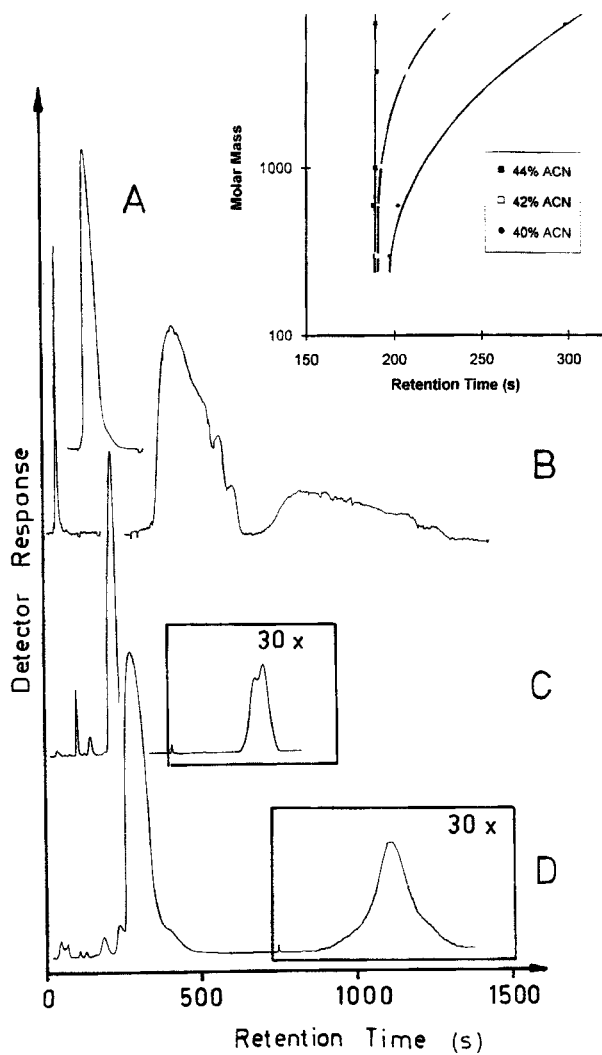 A
B
C
D
Detector Response
Retention Time (s)
0
500
1000
1500
30 x
30 x
Molar Mass
1000
100
150
200
250
300
Retention Time (s)
44% ACN
42% ACN
40% ACN